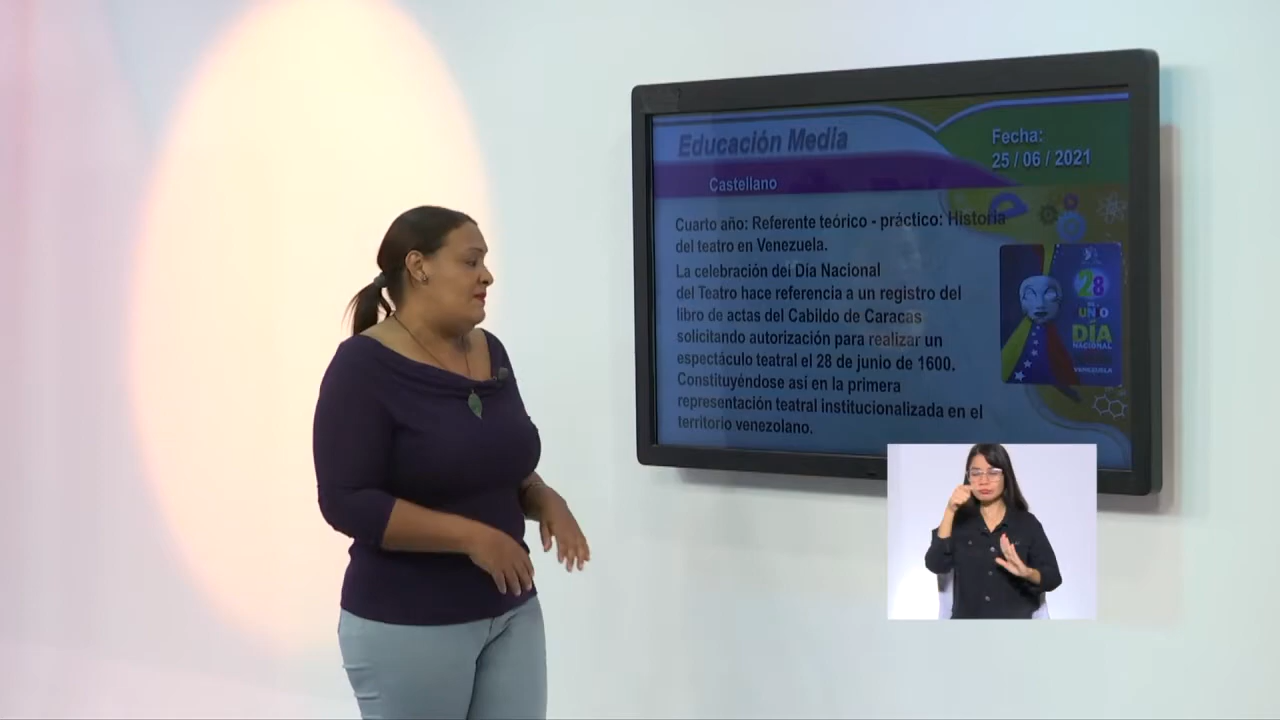 Educación Media
Fecha:
25 / 06 / 2021
Castellano
Cuarto año: Referente teórico - práctico: Historia
del teatro en Venezuela.
La celebración del Día Nacional
del Teatro hace referencia a un registro del
libro de actas del Cabildo de Caracas
solicitando autorización para realizar un
espectáculo teatral el 28 de junio de 1600.
Constituyéndose así en la primera
representación teatral institucionalizada en el
territorio venezolano.
28
DÍA
NACIONAL
VENEZUELA